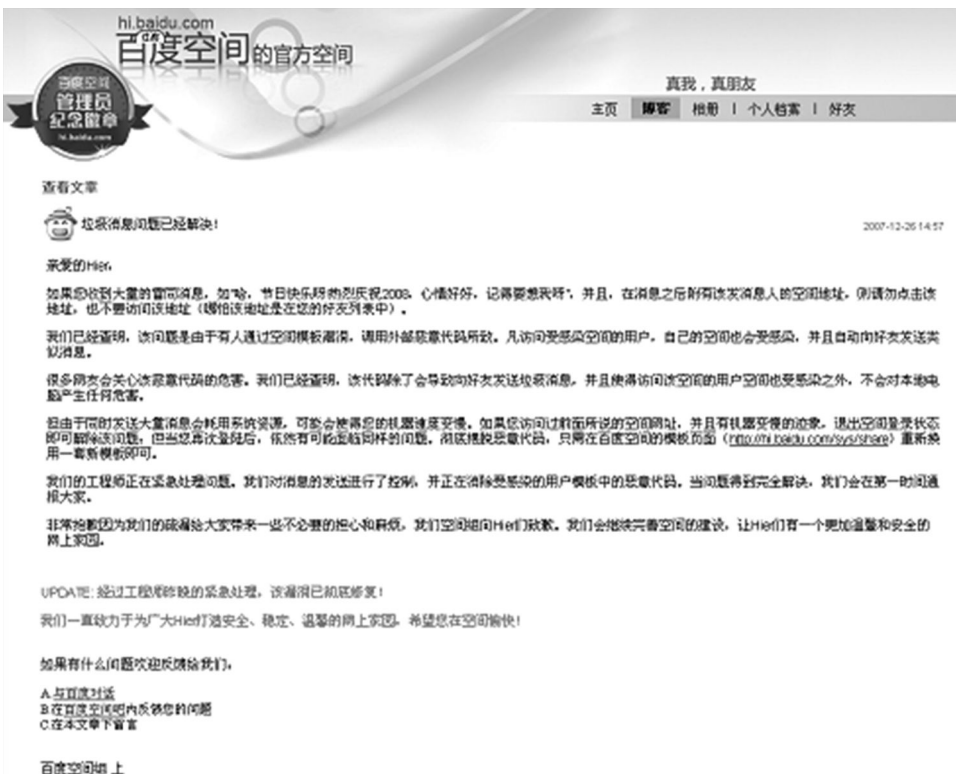 hi.baidu.com
百度空间的官方空间
百度空间
管理员
纪念徽章
hi.baidu.com
真我，真朋友
主页 博客 相册 | 个人档案 | 好友
查看文章
垃圾消息问题已经解决！
2007-12-26 14:57
亲爱的Hier,
如果您收到大量的雷同消息，如"哈，节日快乐呀热烈庆祝2008，心情好好，记得要想我呀"，并且，在消息之后附有该发消息人的空间地址，则请勿点击该
地址，也不要访问该地址（哪怕该地址是在您的好友列表中）。
我们已经查明，该问题是由于有人通过空间模板漏洞，调用外部恶意代码所致。凡访问受感染空间的用户，自己的空间也会受感染，并且自动向好友发送类
似消息。
很多网友会关心该恶意代码的危害。我们已经查明，该代码除了会导致向好友发送垃圾消息，并且使得访问该空间的用户空间也受感染之外，不会对本地电
脑产生任何危害。
但由于同时发送大量消息会耗用系统资源，可能会使得您的机器速度变慢。如果您访问过前面所说的空间网址，并且有机器变慢的迹象，退出空间登录状态
即可解除该问题，但当您再次登陆后，依然有可能面临同样的问题。彻底摆脱恶意代码，只需在百度空间的模板页面（http://hi.baidu.com/sys/share）重新换
用一套新模板即可。
我们的工程师正在紧急处理问题。我们对消息的发送进行了控制，并正在消除受感染的用户模板中的恶意代码。当问题得到完全解决，我们会在第一时间通
报大家。
非常抱歉因为我们的疏漏给大家带来一些不必要的担心和麻烦，我们空间组向Hier们致歉。我们会继续完善空间的建设，让Hier们有一个更加温馨和安全的
网上家园。
UPDATE: 经过工程师昨晚的紧急处理，该漏洞已彻底修复！
我们一直致力于为广大Hier打造安全、稳定、温馨的网上家园。希望您在空间愉快！
如果有什么问题欢迎反馈给我们。
A.与百度对话
B.在百度空间吧内反馈您的问题
C.在本文章下留言
百度空间组 上